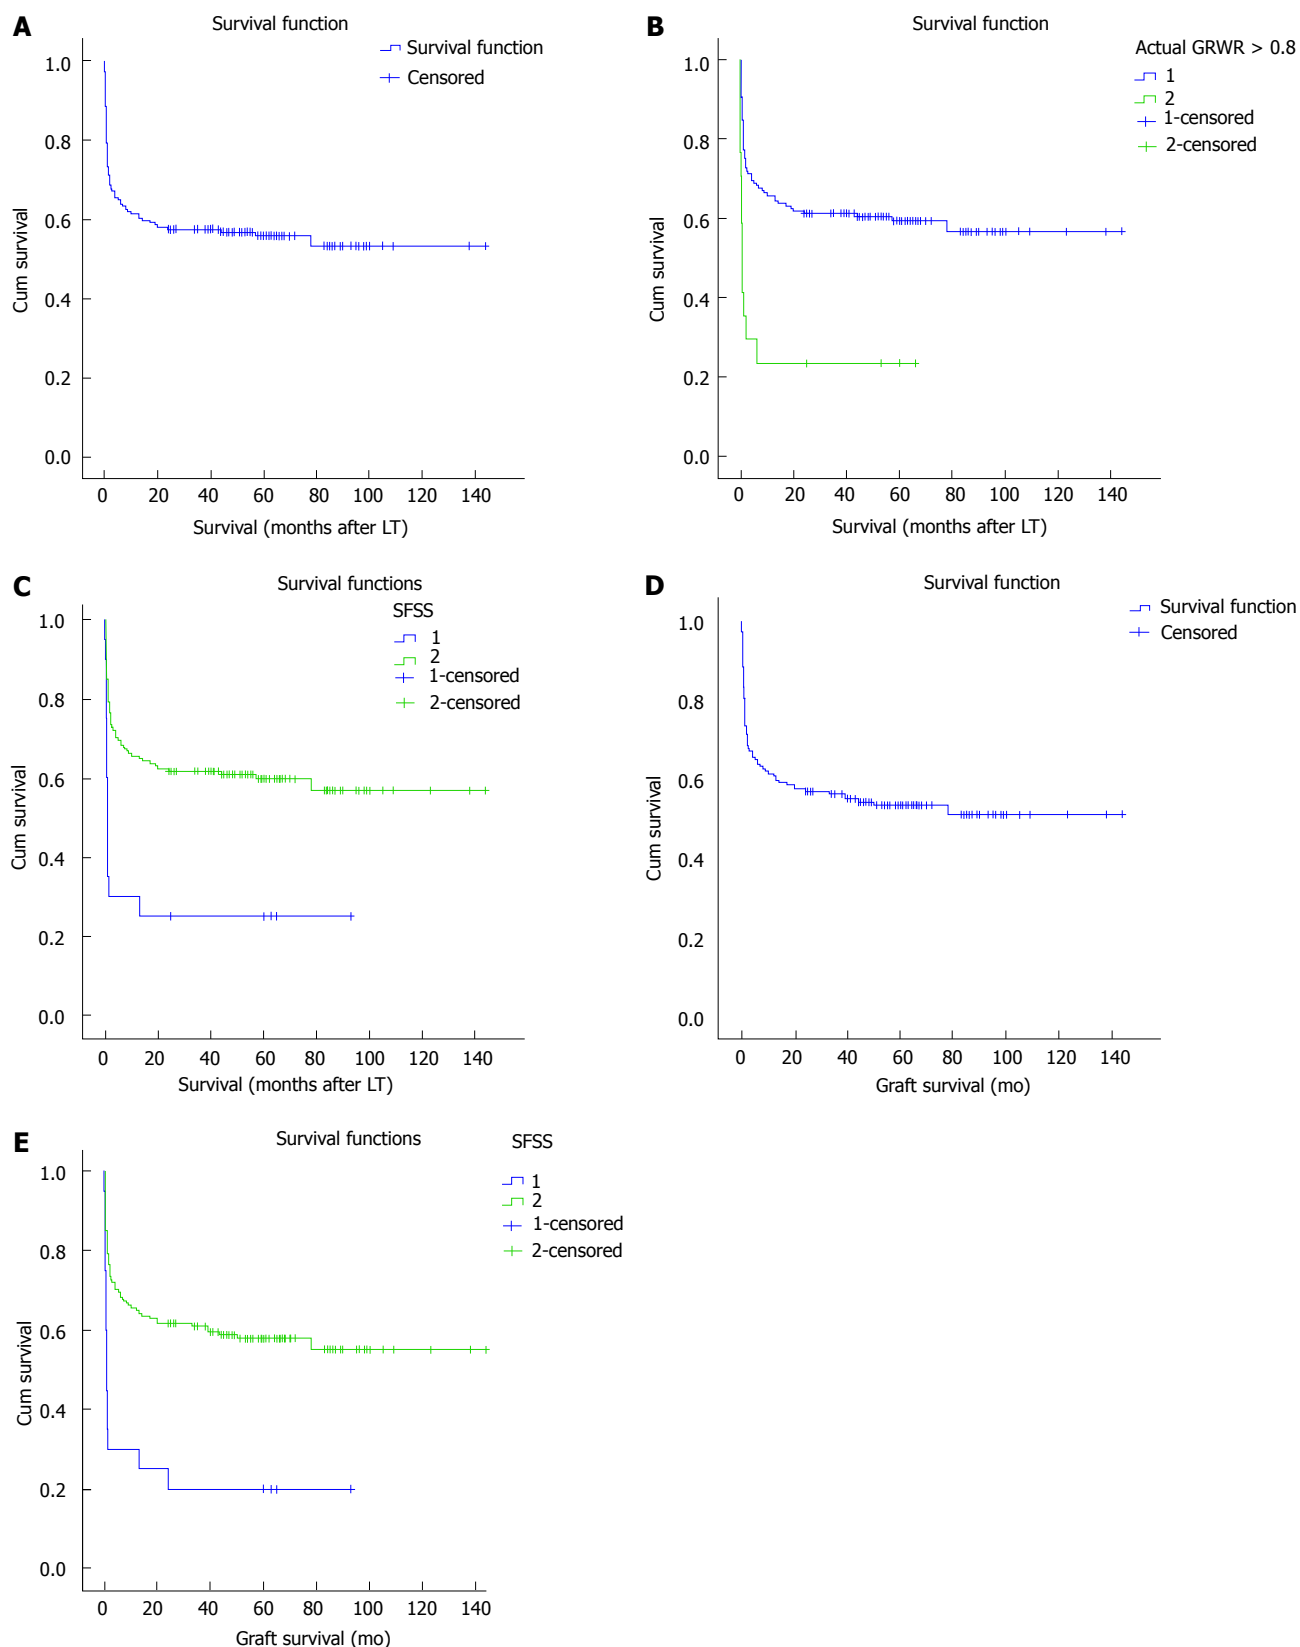 A
Survival function
Survival function
Censored
1.0
0.8
0.6
0.4
0.2
0.0
Cum survival
0 20 40 60 80 100 120 140
Survival (months after LT)
B
Survival function
Actual GRWR > 0.8
1
2
1-censored
2-censored
1.0
0.8
0.6
0.4
0.2
0.0
Cum survival
0 20 40 60 80 100 120 140
Survival (months after LT)
C
Survival functions
SFSS
1
2
1-censored
2-censored
1.0
0.8
0.6
0.4
0.2
0.0
Cum survival
0 20 40 60 80 100 120 140
Survival (months after LT)
D
Survival function
Survival function
Censored
1.0
0.8
0.6
0.4
0.2
0.0
Cum survival
0 20 40 60 80 100 120 140
Graft survival (mo)
E
Survival functions
SFSS
1
2
1-censored
2-censored
1.0
0.8
0.6
0.4
0.2
0.0
Cum survival
0 20 40 60 80 100 120 140
Graft survival (mo)